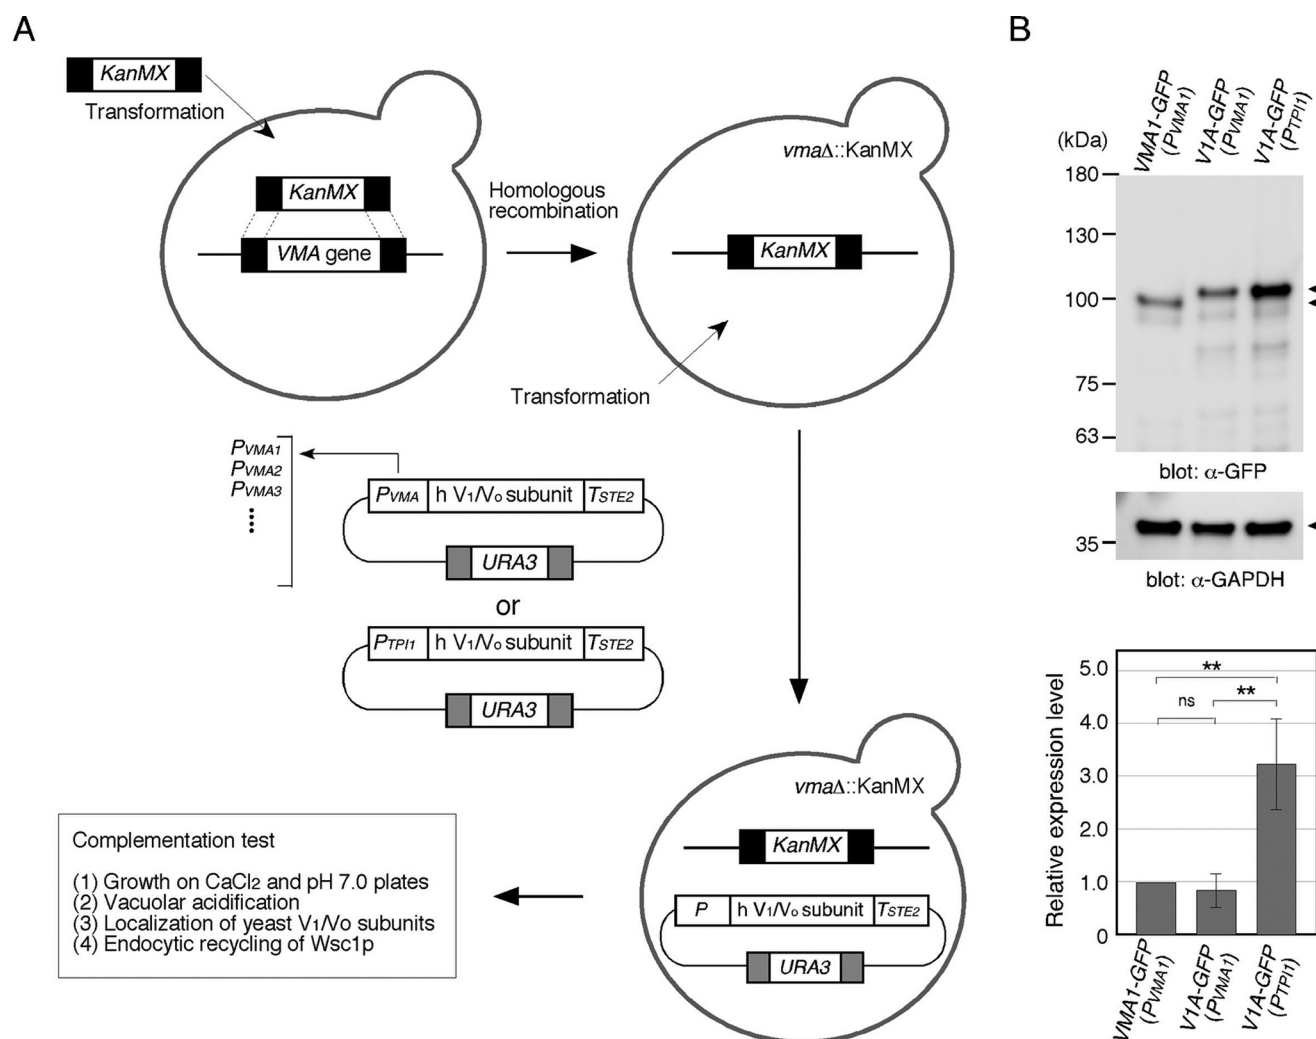 A
KanMX
Transformation
KanMX
VMA gene
Homologous
recombination
vmaΔ::KanMX
KanMX
Transformation
PVMA1
PVMA2
PVMA3
PVMA
h V1/Vo subunit
TSTE2
URA3
or
PTPI1
h V1/Vo subunit
TSTE2
URA3
vmaΔ::KanMX
KanMX
P
h V1/Vo subunit
TSTE2
URA3
Complementation test
(1) Growth on CaCl2 and pH 7.0 plates
(2) Vacuolar acidification
(3) Localization of yeast V1/Vo subunits
(4) Endocytic recycling of Wsc1p
B
(kDa)
VMA1-GFP
(PVMA1)
V1A-GFP
(PVMA1)
V1A-GFP
(PTPI1)
180
130
100
75
63
blot: α-GFP
35
blot: α-GAPDH
Relative expression level
5.0
4.0
3.0
2.0
1.0
0
**
ns
**
VMA1-GFP
(PVMA1)
V1A-GFP
(PVMA1)
V1A-GFP
(PTPI1)